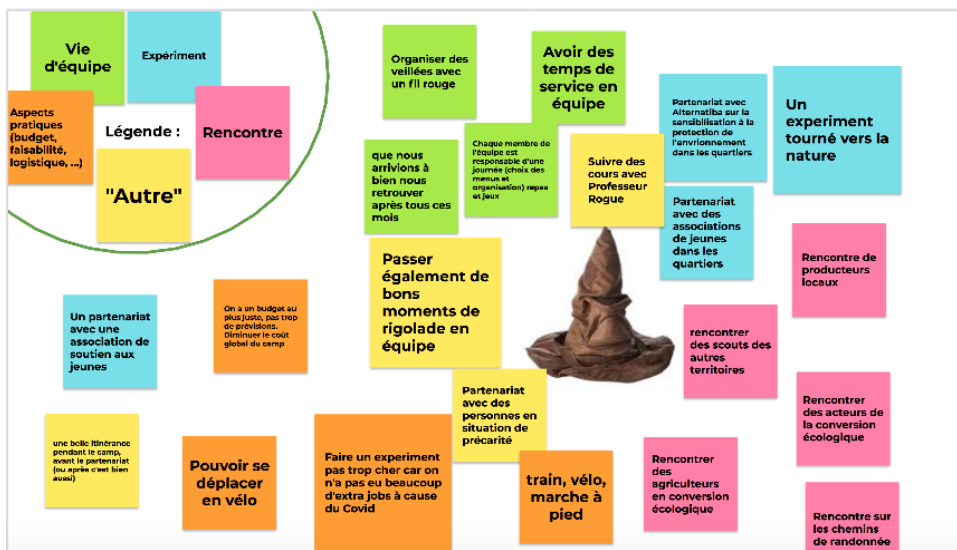 Vie
d'équipe
Expériment
Aspects
pratiques
(budget,
faisabilité,
logistique, ...)
Légende :
Rencontre
"Autre"
Organiser des
veillées avec
un fil rouge
Avoir des
temps de
service en
équipe
Partenariat avec
Alternatiba sur la
sensibilisation à la
protection de
l'envrionnement
dans les quartiers
Un
experiment
tourné vers la
nature
que nous
arrivions à
bien nous
retrouver
après tous ces
mois
Chaque membre de
l'équipe est
responsable d'une
journée (choix des
menus et
organisation) repas
et jeux
Suivre des
cours avec
Professeur
Rogue
Partenariat
avec des
associations
de jeunes
dans les
quartiers
Passer
également de
bons
moments de
rigolade en
équipe
Rencontre de
producteurs
locaux
Un partenariat
avec une
association de
soutien aux
jeunes
On a un budget au
plus juste, pas trop
de prévisions.
Diminuer le coût
global du camp
rencontrer
des scouts des
autres
territoires
Partenariat
avec des
personnes en
situation de
précarité
Rencontrer
des acteurs de
la conversion
écologique
une belle itinérance
pendant le camp,
avant le partenariat
(ou après c'est bien
aussi)
Pouvoir se
déplacer
en vélo
Faire un experiment
pas trop cher car on
n'a pas eu beaucoup
d'extra jobs à cause
du Covid
train, vélo,
marche à
pied
Rencontrer
des
agriculteurs
en conversion
écologique
Rencontre sur
les chemins
de randonnée